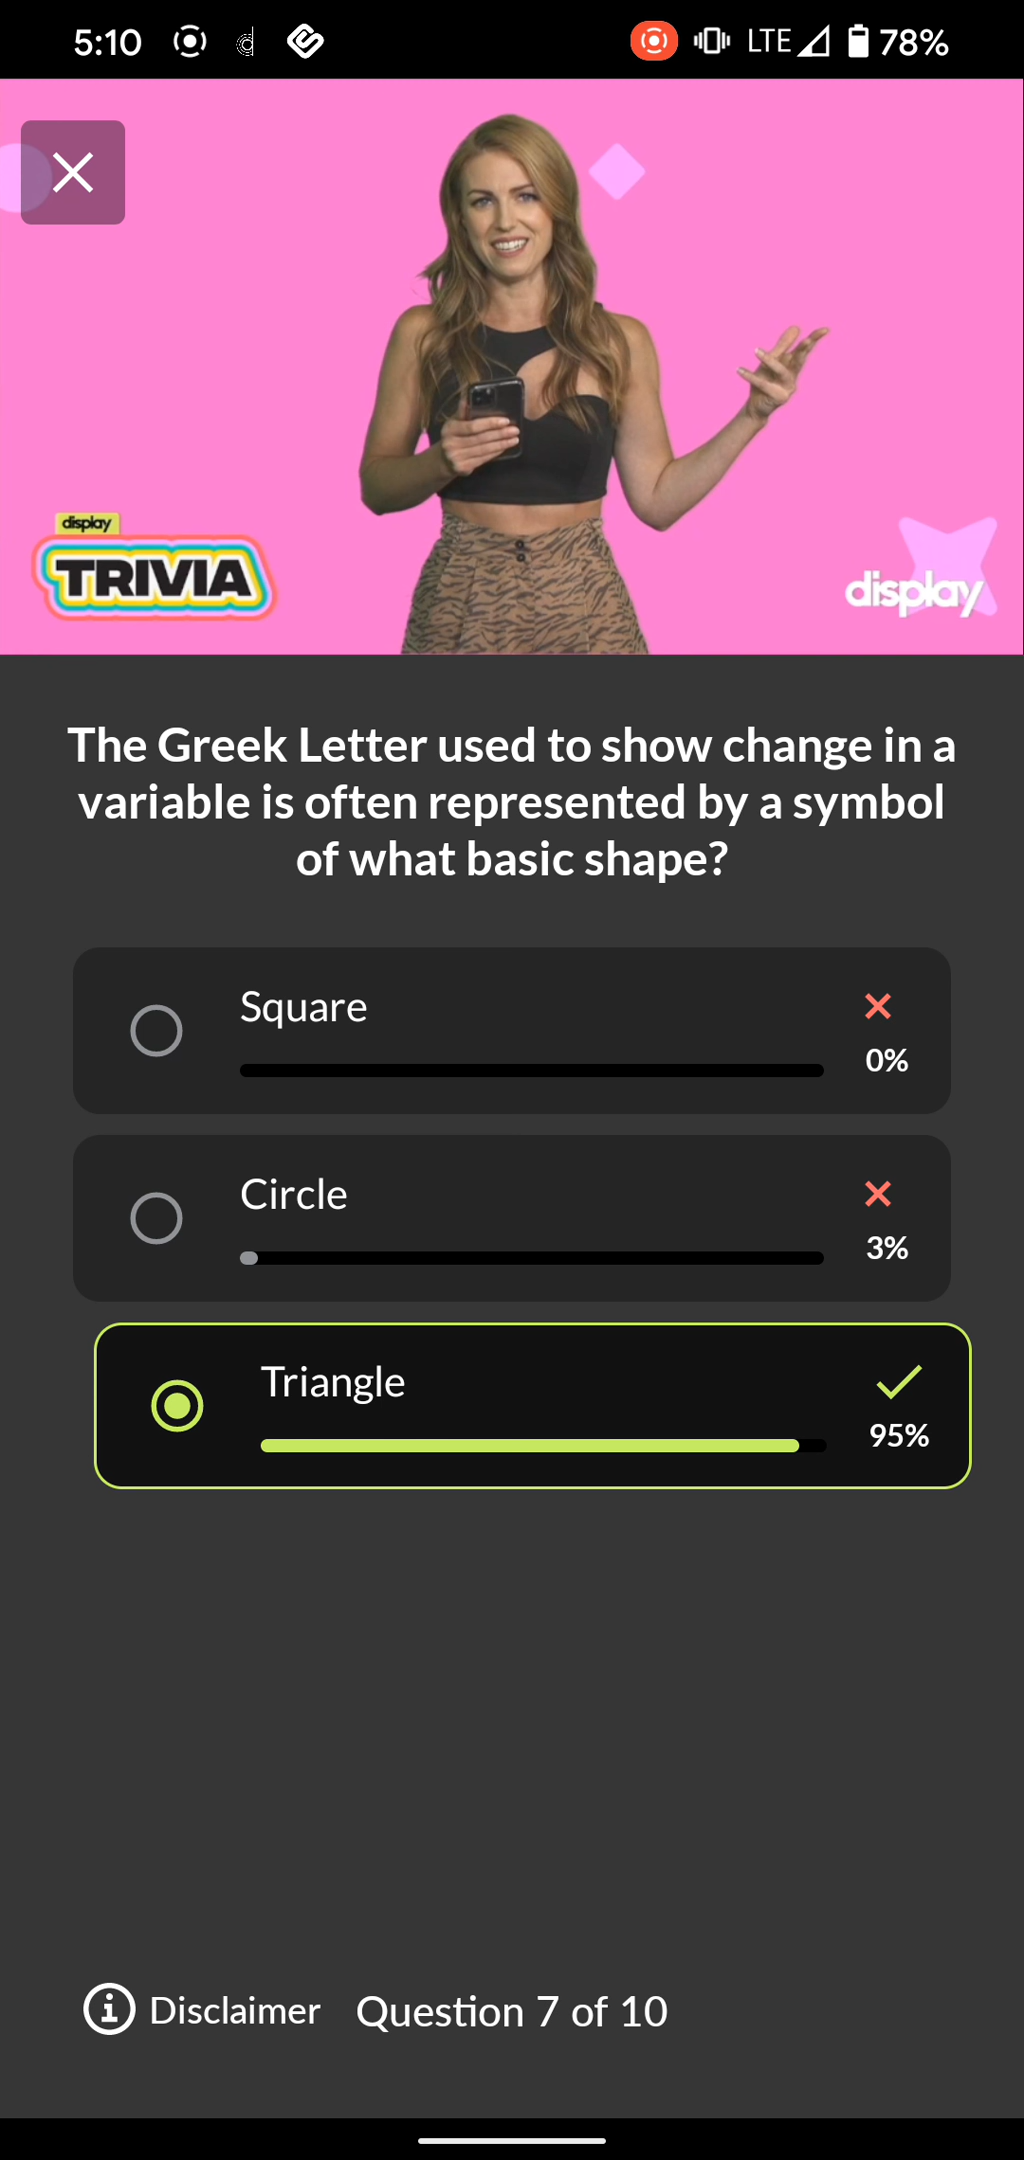 5:10
LTE 78%
display
TRIVIA
display
The Greek Letter used to show change in a
variable is often represented by a symbol
of what basic shape?
Square
0%
Circle
3%
Triangle
95%
Disclaimer Question 7 of 10